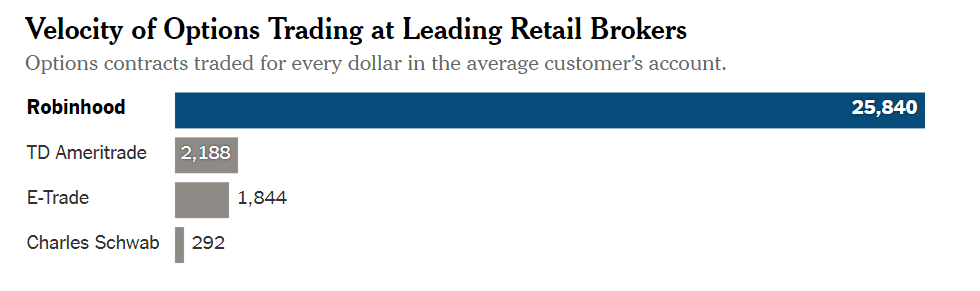 Velocity of Options Trading at Leading Retail Brokers
Options contracts traded for every dollar in the average customer’s account.
Robinhood 25,840
TD Ameritrade 2,188
E-Trade 1,844
Charles Schwab 292